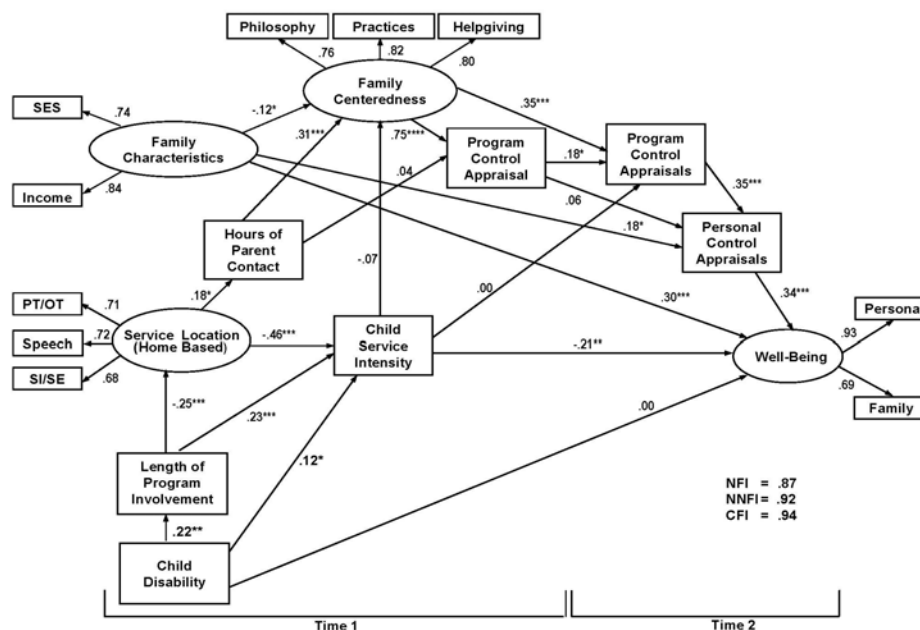 Philosophy
Practices
Helpgiving
.76
.82
.80
Family
Centeredness
SES
.74
-.12*
Family
Characteristics
.84
Income
.31***
.75****
.35***
Program
Control
Appraisal
.04
.18*
Program
Control
Appraisals
.35***
.06
.18*
Personal
Control
Appraisals
Hours of
Parent
Contact
-.07
.00
.30***
.34***
PT/OT
.71
.18*
Speech
.72
Service Location
(Home Based)
-.46***
SI/SE
.68
Child
Service
Intensity
-.21**
Well-Being
.93
Personal
.69
Family
-.25***
.23***
.00
Length of
Program
Involvement
.12*
.22**
Child
Disability
NFI = .87
NNFI = .92
CFI = .94
Time 1
Time 2